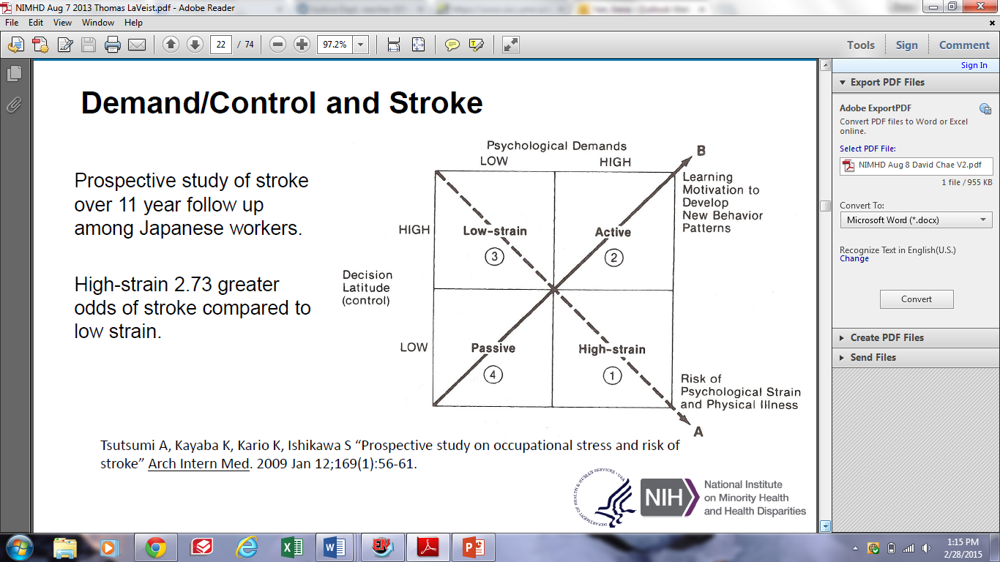 NIMHD Aug 7 2013 Thomas LaVeist.pdf - Adobe Reader
File Edit View Window Help
22 / 74
97.2%
Tools Sign Comment
Sign In
Export PDF Files
Adobe ExportPDF
Convert PDF files to Word or Excel
online.
Select PDF File:
NIMHD Aug 8 David Chae V2.pdf
1 file / 955 KB
Convert To:
Microsoft Word (*.docx)
Recognize Text in English(U.S.)
Change
Convert
Create PDF Files
Send Files
Demand/Control and Stroke
Prospective study of stroke
over 11 year follow up
among Japanese workers.
High-strain 2.73 greater
odds of stroke compared to
low strain.
Psychological Demands
LOW HIGH
B
Learning
Motivation to
Develop
New Behavior
Patterns
HIGH
Low-strain
3
Active
2
Decision
Latitude
(control)
LOW
Passive
4
High-strain
1
Risk of
Psychological Strain
and Physical Illness
A
Tsutsumi A, Kayaba K, Kario K, Ishikawa S “Prospective study on occupational stress and risk of
stroke” Arch Intern Med. 2009 Jan 12;169(1):56-61.
DEPARTMENT OF HEALTH & HUMAN SERVICES · USA
NIH
National Institute
on Minority Health
and Health Disparities
EN
1:15 PM
2/28/2015